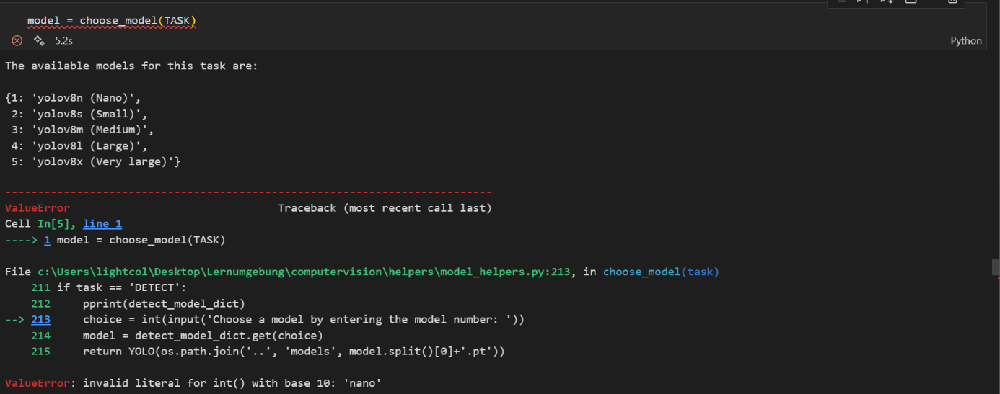 model = choose_model(TASK)
5.2s
Python
The available models for this task are:
{1: 'yolov8n (Nano)',
 2: 'yolov8s (Small)',
 3: 'yolov8m (Medium)',
 4: 'yolov8l (Large)',
 5: 'yolov8x (Very large)'}
---------------------------------------------------------------------------
ValueError                                Traceback (most recent call last)
Cell In[5], line 1
----> 1 model = choose_model(TASK)
File c:\Users\lightcol\Desktop\Lernumgebung\computervision\helpers\model_helpers.py:213, in choose_model(task)
    211 if task == 'DETECT':
    212     pprint(detect_model_dict)
--> 213     choice = int(input('Choose a model by entering the model number: '))
    214     model = detect_model_dict.get(choice)
    215     return YOLO(os.path.join('..', 'models', model.split()[0]+'.pt'))
ValueError: invalid literal for int() with base 10: 'nano'